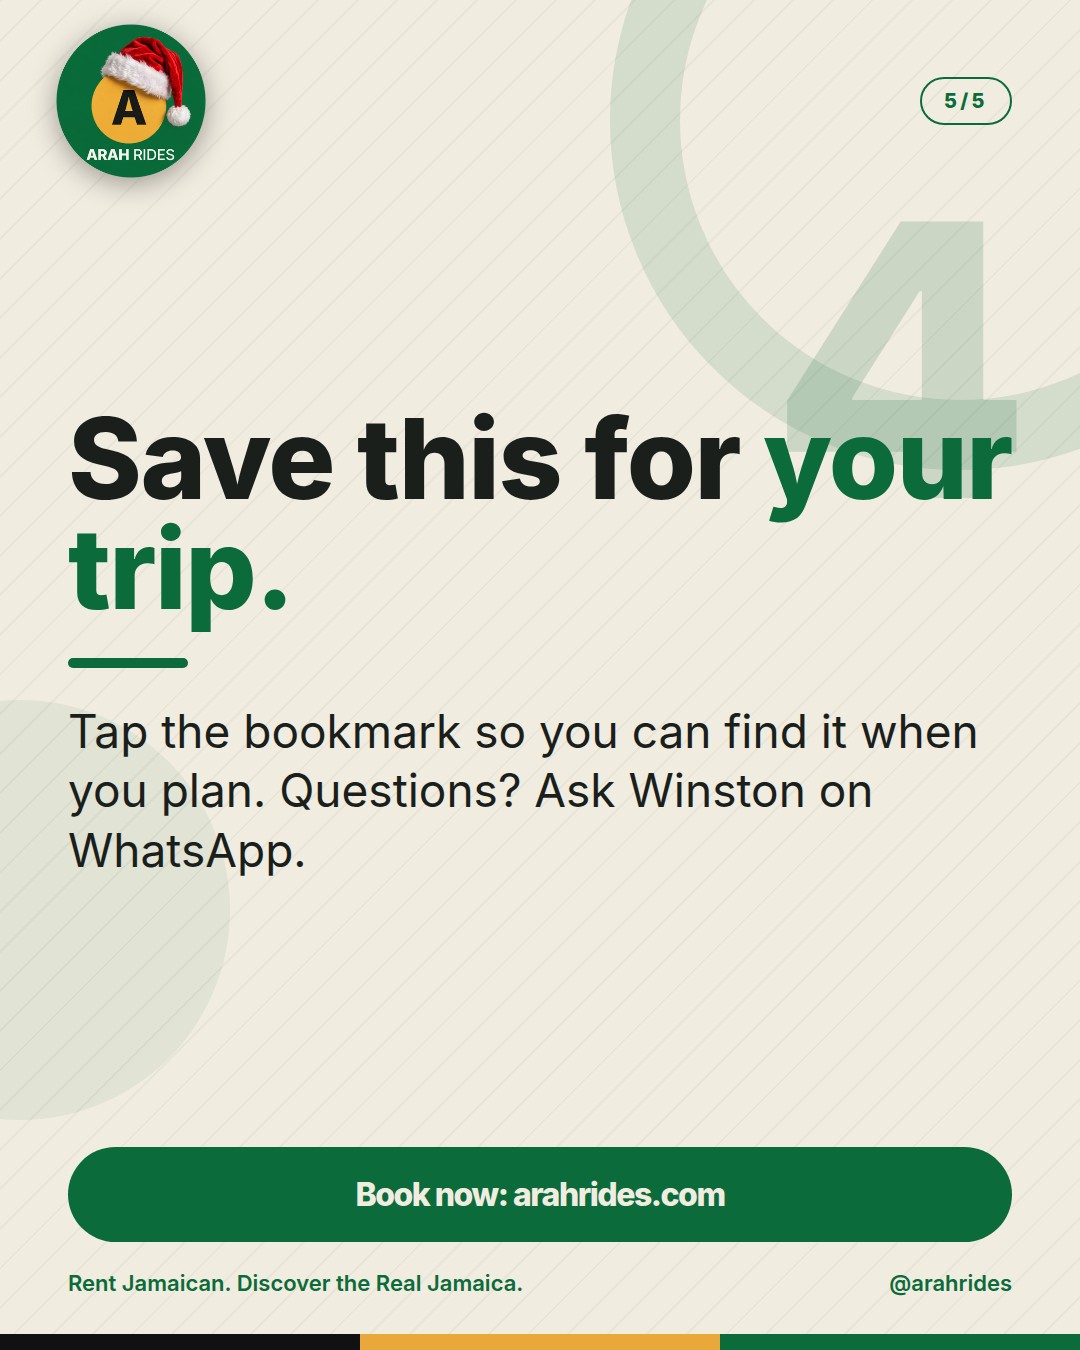 A
ARAH RIDES
5/5
4
Save this for your
trip.
Tap the bookmark so you can find it when
you plan. Questions? Ask Winston on
WhatsApp.
Book now: arahrides.com
Rent Jamaican. Discover the Real Jamaica.
@arahrides